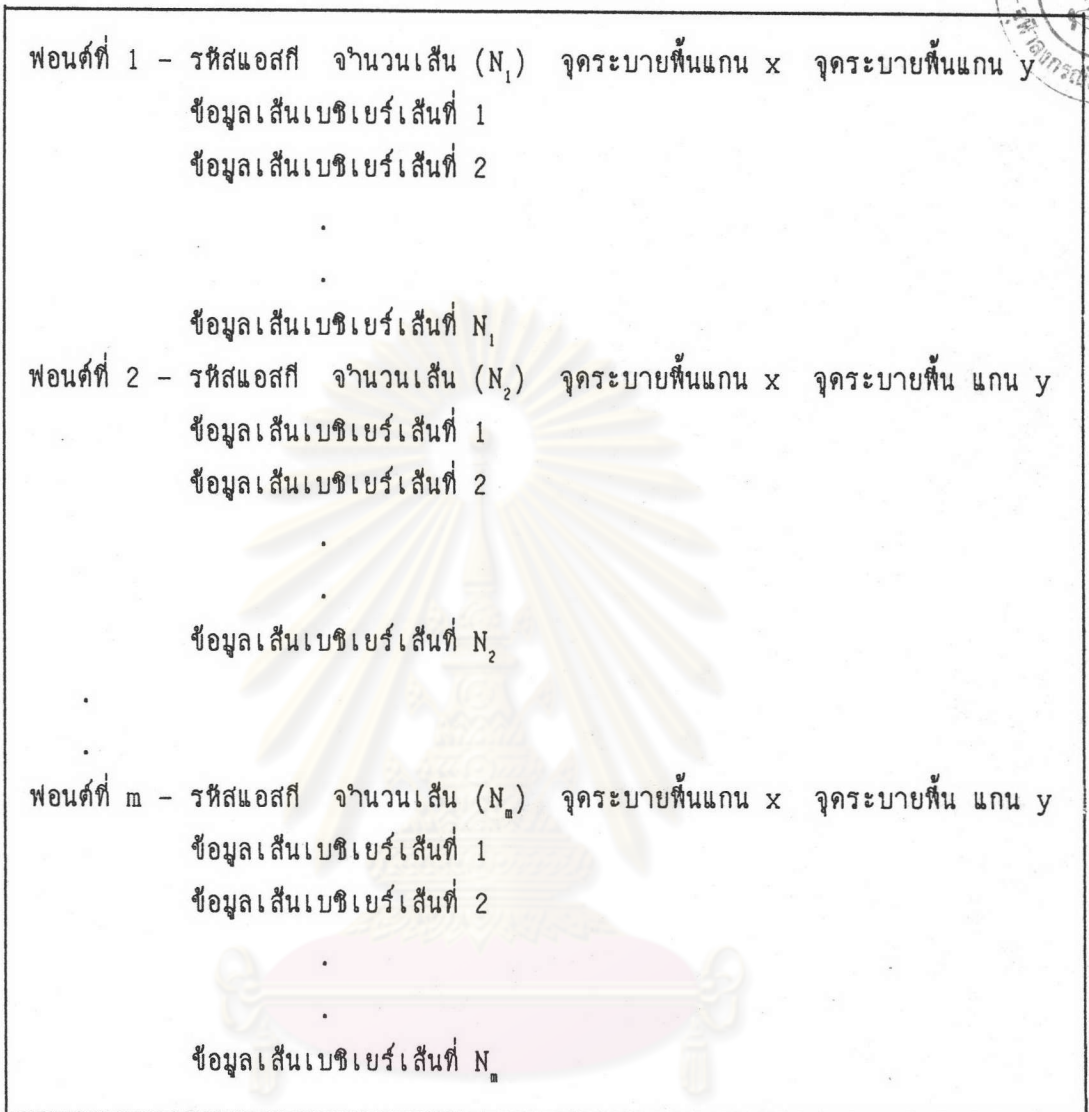 ฟอนต์ที่ 1 - รหัสแอสกี จำนวนเส้น (N₁) จุดระบายพื้นแกน x จุดระบายพื้นแกน y
ข้อมูลเส้นเบซิเยร์เส้นที่ 1
ข้อมูลเส้นเบซิเยร์เส้นที่ 2
.
.
ข้อมูลเส้นเบซิเยร์เส้นที่ N₁
ฟอนต์ที่ 2 - รหัสแอสกี จำนวนเส้น (N₂) จุดระบายพื้นแกน x จุดระบายพื้น แกน y
ข้อมูลเส้นเบซิเยร์เส้นที่ 1
ข้อมูลเส้นเบซิเยร์เส้นที่ 2
.
.
ข้อมูลเส้นเบซิเยร์เส้นที่ N₂
.
.
ฟอนต์ที่ m - รหัสแอสกี จำนวนเส้น (Nₘ) จุดระบายพื้นแกน x จุดระบายพื้น แกน y
ข้อมูลเส้นเบซิเยร์เส้นที่ 1
ข้อมูลเส้นเบซิเยร์เส้นที่ 2
.
.
ข้อมูลเส้นเบซิเยร์เส้นที่ Nₘ